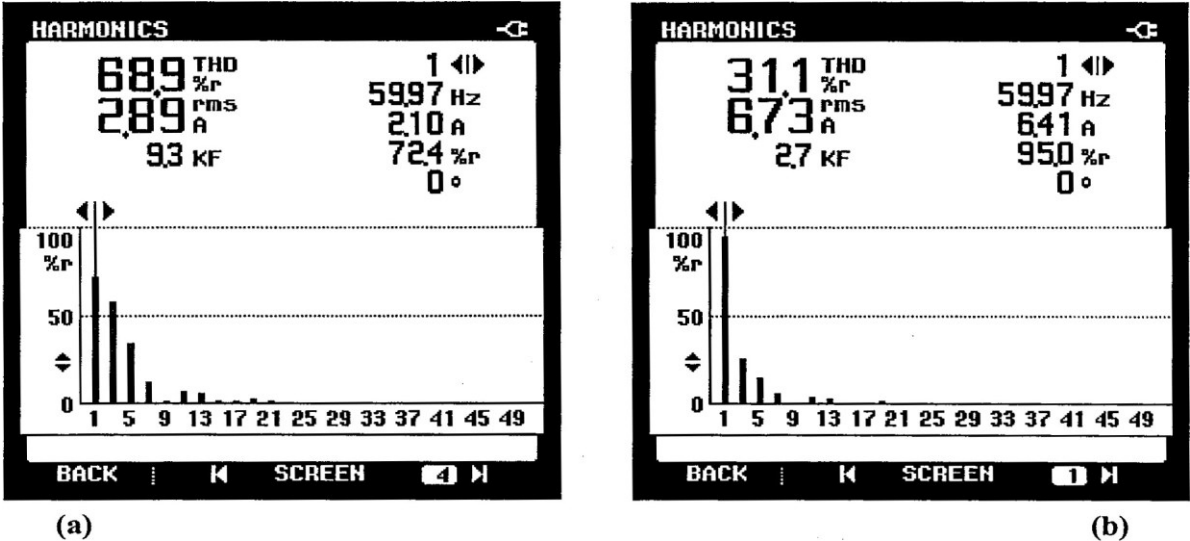 HARMONICS
68.9 THD %r
1
59.97 Hz
2.89 rms A
2.10 A
9.3 KF
72.4 %r
0 °
100
%r
50
0
1 5 9 13 17 21 25 29 33 37 41 45 49
BACK SCREEN 4
(a)
HARMONICS
31.1 THD %r
1
59.97 Hz
6.73 rms A
6.41 A
2.7 KF
95.0 %r
0 °
100
%r
50
0
1 5 9 13 17 21 25 29 33 37 41 45 49
BACK SCREEN 1
(b)